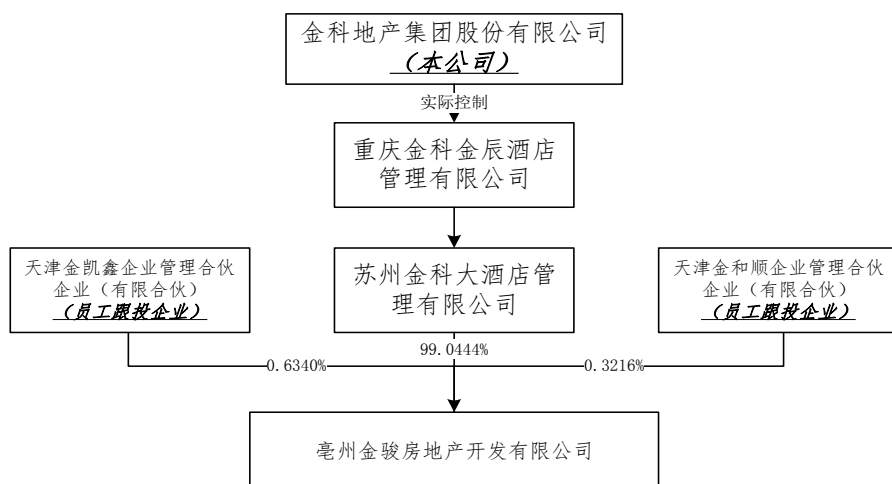 金科地产集团股份有限公司
（本公司）
实际控制
重庆金科金辰酒店
管理有限公司
天津金凯鑫企业管理合伙
企业（有限合伙）
（员工跟投企业）
苏州金科大酒店管
理有限公司
天津金和顺企业管理合伙
企业（有限合伙）
（员工跟投企业）
99.0444%
0.6340%
0.3216%
亳州金骏房地产开发有限公司